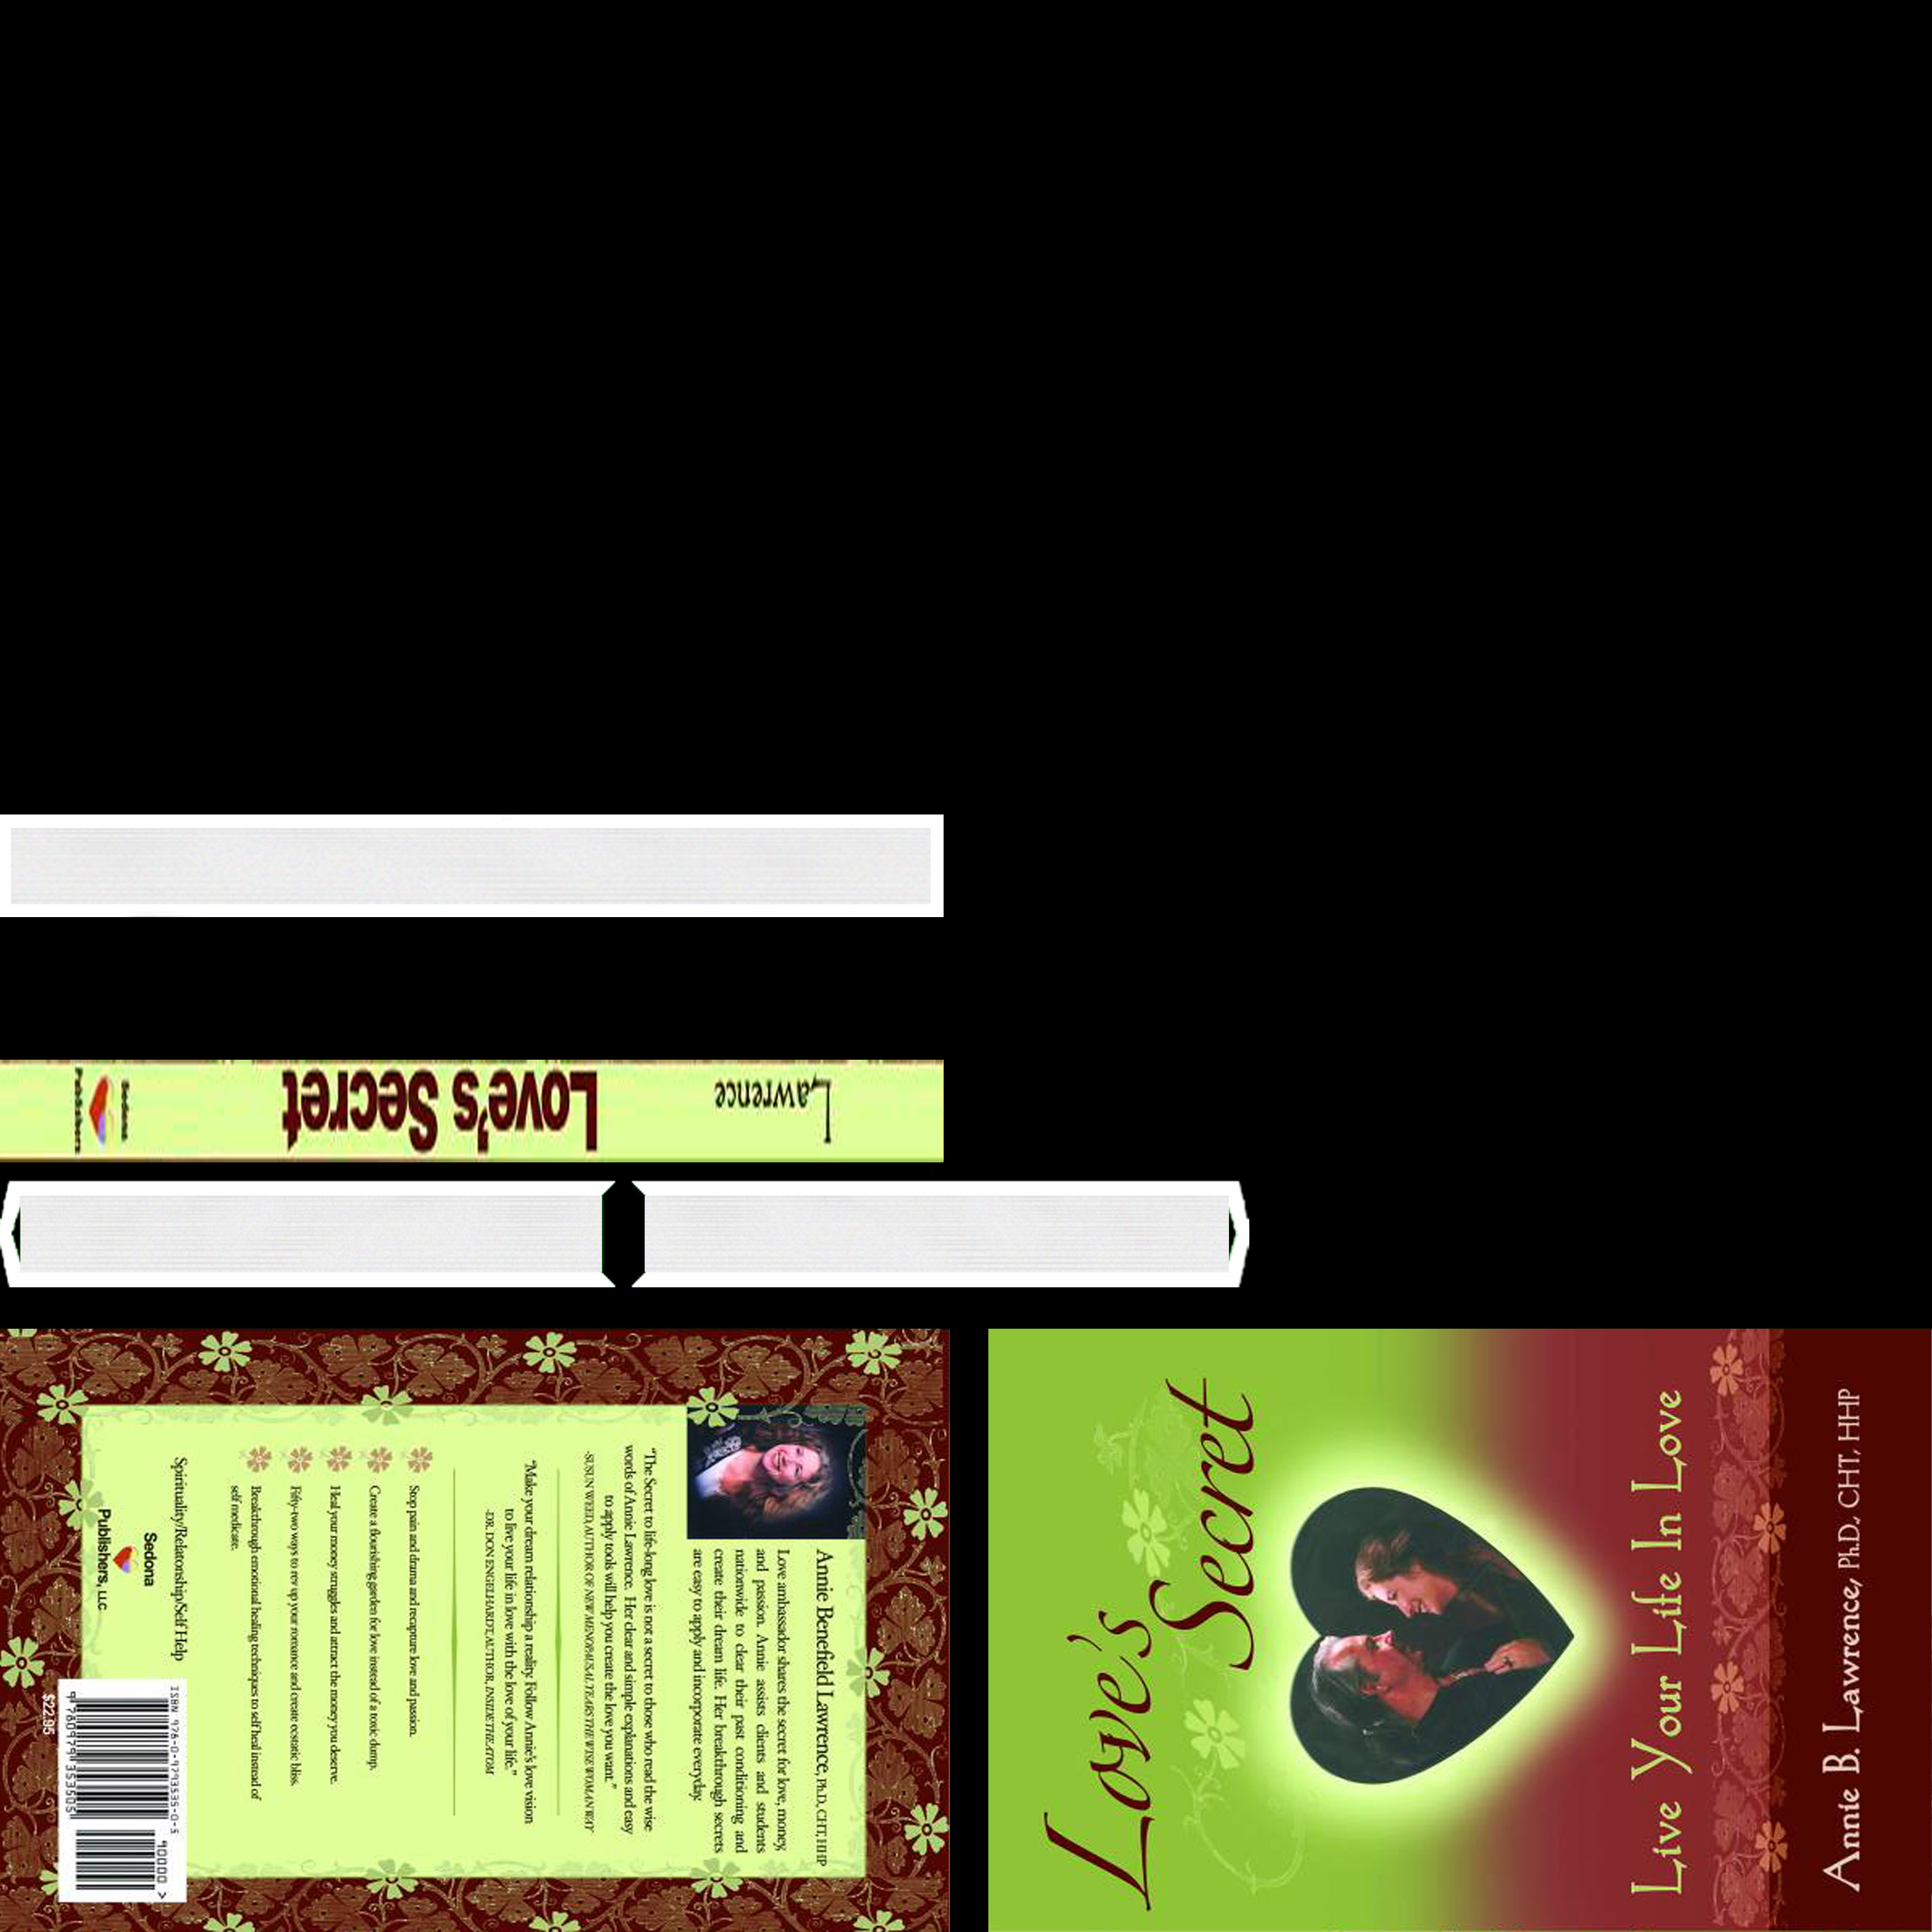 Lawrence
Love's Secret
Sedona
Publishers
Annie Benefield Lawrence, Ph.D, CHT, HHP
Love ambassador shares the secret for love, money,
and passion. Annie assists clients and students
nationwide to clear their past conditioning and
create their dream life. Her breakthrough secrets
are easy to apply and incorporate everyday.
"The Secret to life-long love is not a secret to those who read the wise
words of Annie Lawrence. Her clear and simple explanations and easy
to apply tools will help you create the love you want."
-SUSUN WEED, AUTHOR OF NEW MENOPAUSAL YEARS THE WISE WOMAN WAY
"Make your dream relationship a reality. Follow Annie's love vision
to live your life in love with the love of your life."
-DR. DON ENGELHARDT, AUTHOR, INSIDE THE ATOM
Stop pain and drama and recapture love and passion.
Create a flourishing garden for love instead of a toxic dump.
Heal your money struggles and attract the money you deserve.
Fifty-two ways to rev up your romance and create ecstatic bliss.
Breakthrough emotional healing techniques to self heal instead of
self medicate.
Spirituality/Relatonship/Self Help
Sedona
Publishers, LLC
ISBN 978-0-9793535-0-5
90000 >
9 780979 353505
$22.95
Love's
Secret
Live Your Life In Love
Annie B. Lawrence, Ph.D, CHT, HHP